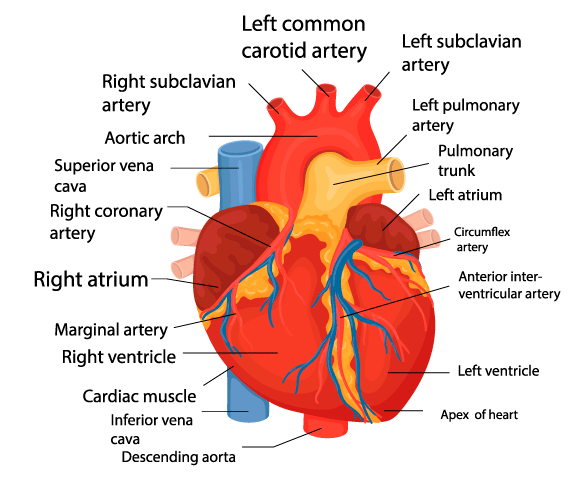 Left common
carotid artery
Left subclavian
artery
Right subclavian
artery
Left pulmonary
artery
Aortic arch
Pulmonary
trunk
Superior vena
cava
Left atrium
Right coronary
artery
Circumflex
artery
Right atrium
Anterior inter-
ventricular artery
Marginal artery
Right ventricle
Left ventricle
Cardiac muscle
Apex of heart
Inferior vena
cava
Descending aorta